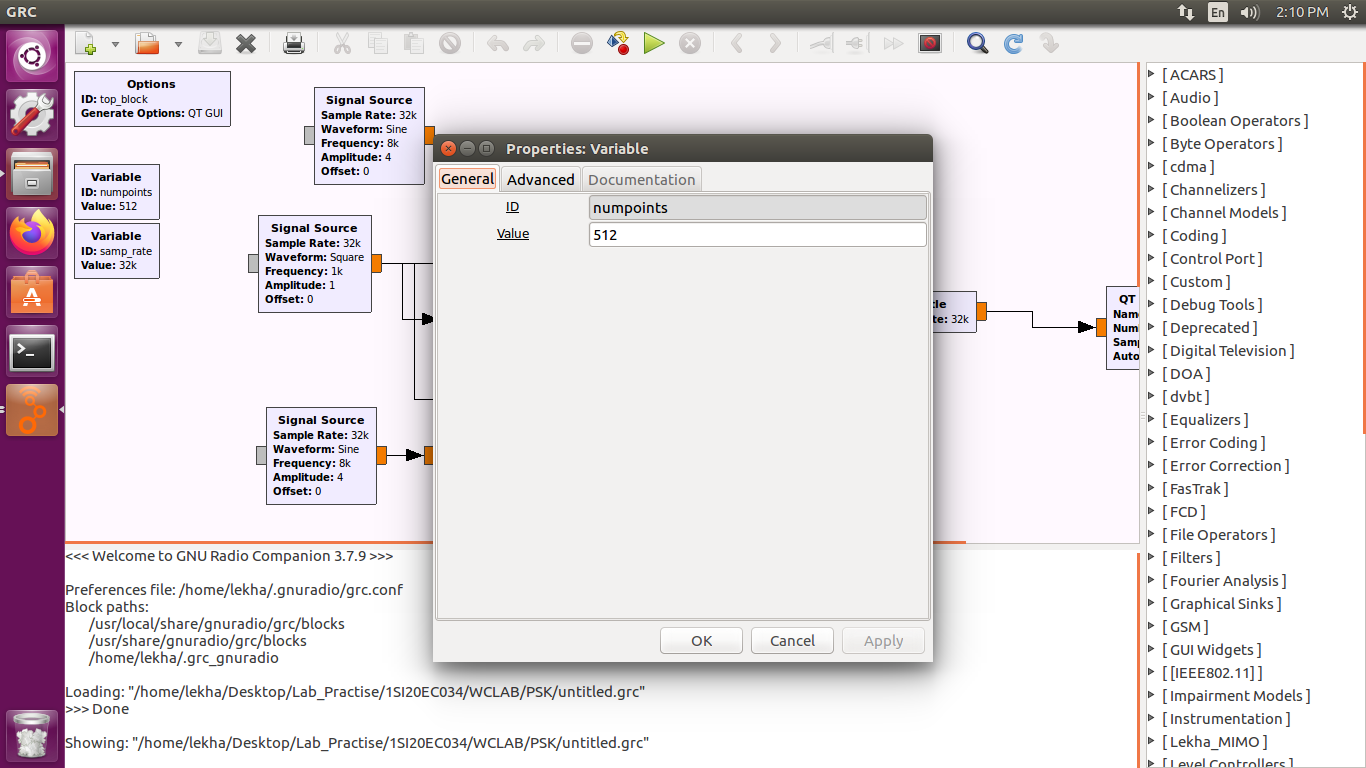 GRC
En
2:10 PM
Options
ID: top_block
Generate Options: QT GUI
Variable
ID: numpoints
Value: 512
Variable
ID: samp_rate
Value: 32k
Signal Source
Sample Rate: 32k
Waveform: Sine
Frequency: 8k
Amplitude: 4
Offset: 0
Signal Source
Sample Rate: 32k
Waveform: Square
Frequency: 1k
Amplitude: 1
Offset: 0
Signal Source
Sample Rate: 32k
Waveform: Sine
Frequency: 8k
Amplitude: 4
Offset: 0
Properties: Variable
General Advanced Documentation
ID numpoints
Value 512
OK Cancel Apply
tle
te: 32k
QT
Name
Num
Samp
Auto
[ ACARS ]
[ Audio ]
[ Boolean Operators ]
[ Byte Operators ]
[ cdma ]
[ Channelizers ]
[ Channel Models ]
[ Coding ]
[ Control Port ]
[ Custom ]
[ Debug Tools ]
[ Deprecated ]
[ Digital Television ]
[ DOA ]
[ dvbt ]
[ Equalizers ]
[ Error Coding ]
[ Error Correction ]
[ FasTrak ]
[ FCD ]
[ File Operators ]
[ Filters ]
[ Fourier Analysis ]
[ Graphical Sinks ]
[ GSM ]
[ GUI Widgets ]
[ [IEEE802.11] ]
[ Impairment Models ]
[ Instrumentation ]
[ Lekha_MIMO ]
[ Level Controllers ]
<<< Welcome to GNU Radio Companion 3.7.9 >>>
Preferences file: /home/lekha/.gnuradio/grc.conf
Block paths:
/usr/local/share/gnuradio/grc/blocks
/usr/share/gnuradio/grc/blocks
/home/lekha/.grc_gnuradio
Loading: "/home/lekha/Desktop/Lab_Practise/1SI20EC034/WCLAB/PSK/untitled.grc"
>>> Done
Showing: "/home/lekha/Desktop/Lab_Practise/1SI20EC034/WCLAB/PSK/untitled.grc"